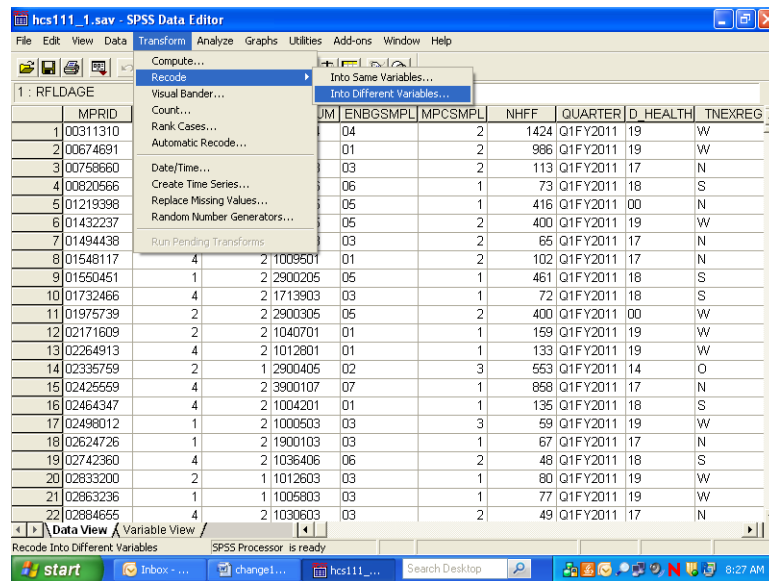 hcs111_1.sav - SPSS Data Editor
File Edit View Data Transform Analyze Graphs Utilities Add-ons Window Help
Compute...
Recode
Into Same Variables...
Into Different Variables...
Visual Bander...
Count...
Rank Cases...
Automatic Recode...
Date/Time...
Create Time Series...
Replace Missing Values...
Random Number Generators...
Run Pending Transforms
1 : RFLDAGE
MPRID UM ENBGSMPL MPCSMPL NHFF QUARTER D_HEALTH TNEXREG
1 00311310 04 2 1424 Q1FY2011 19 W
2 00674691 01 2 986 Q1FY2011 19 W
3 00758660 03 2 113 Q1FY2011 17 N
4 00820566 06 1 73 Q1FY2011 18 S
5 01219398 05 1 416 Q1FY2011 00 N
6 01432237 05 2 400 Q1FY2011 19 W
7 01494438 03 2 65 Q1FY2011 17 N
8 01548117 4 2 1009501 01 2 102 Q1FY2011 17 N
9 01550451 1 2 2900205 05 1 461 Q1FY2011 18 S
10 01732466 4 2 1713903 03 1 72 Q1FY2011 18 S
11 01975739 2 2 2900305 05 2 400 Q1FY2011 00 W
12 02171609 2 2 1040701 01 1 159 Q1FY2011 19 W
13 02264913 4 2 1012801 01 1 133 Q1FY2011 19 W
14 02335759 2 1 2900405 02 3 553 Q1FY2011 14 O
15 02425559 4 2 3900107 07 1 858 Q1FY2011 17 N
16 02464347 4 2 1004201 01 1 135 Q1FY2011 18 S
17 02498012 1 2 1000503 03 3 59 Q1FY2011 19 W
18 02624726 1 2 1900103 03 1 67 Q1FY2011 17 N
19 02742360 4 2 1036406 06 2 48 Q1FY2011 18 S
20 02833200 2 1 1012603 03 1 80 Q1FY2011 19 W
21 02863236 1 1 1005803 03 1 77 Q1FY2011 19 W
22 02884655 4 2 1030603 03 2 49 Q1FY2011 17 N
Data View Variable View
Recode Into Different Variables SPSS Processor is ready
start Inbox - ... change1... hcs111_... Search Desktop 8:27 AM